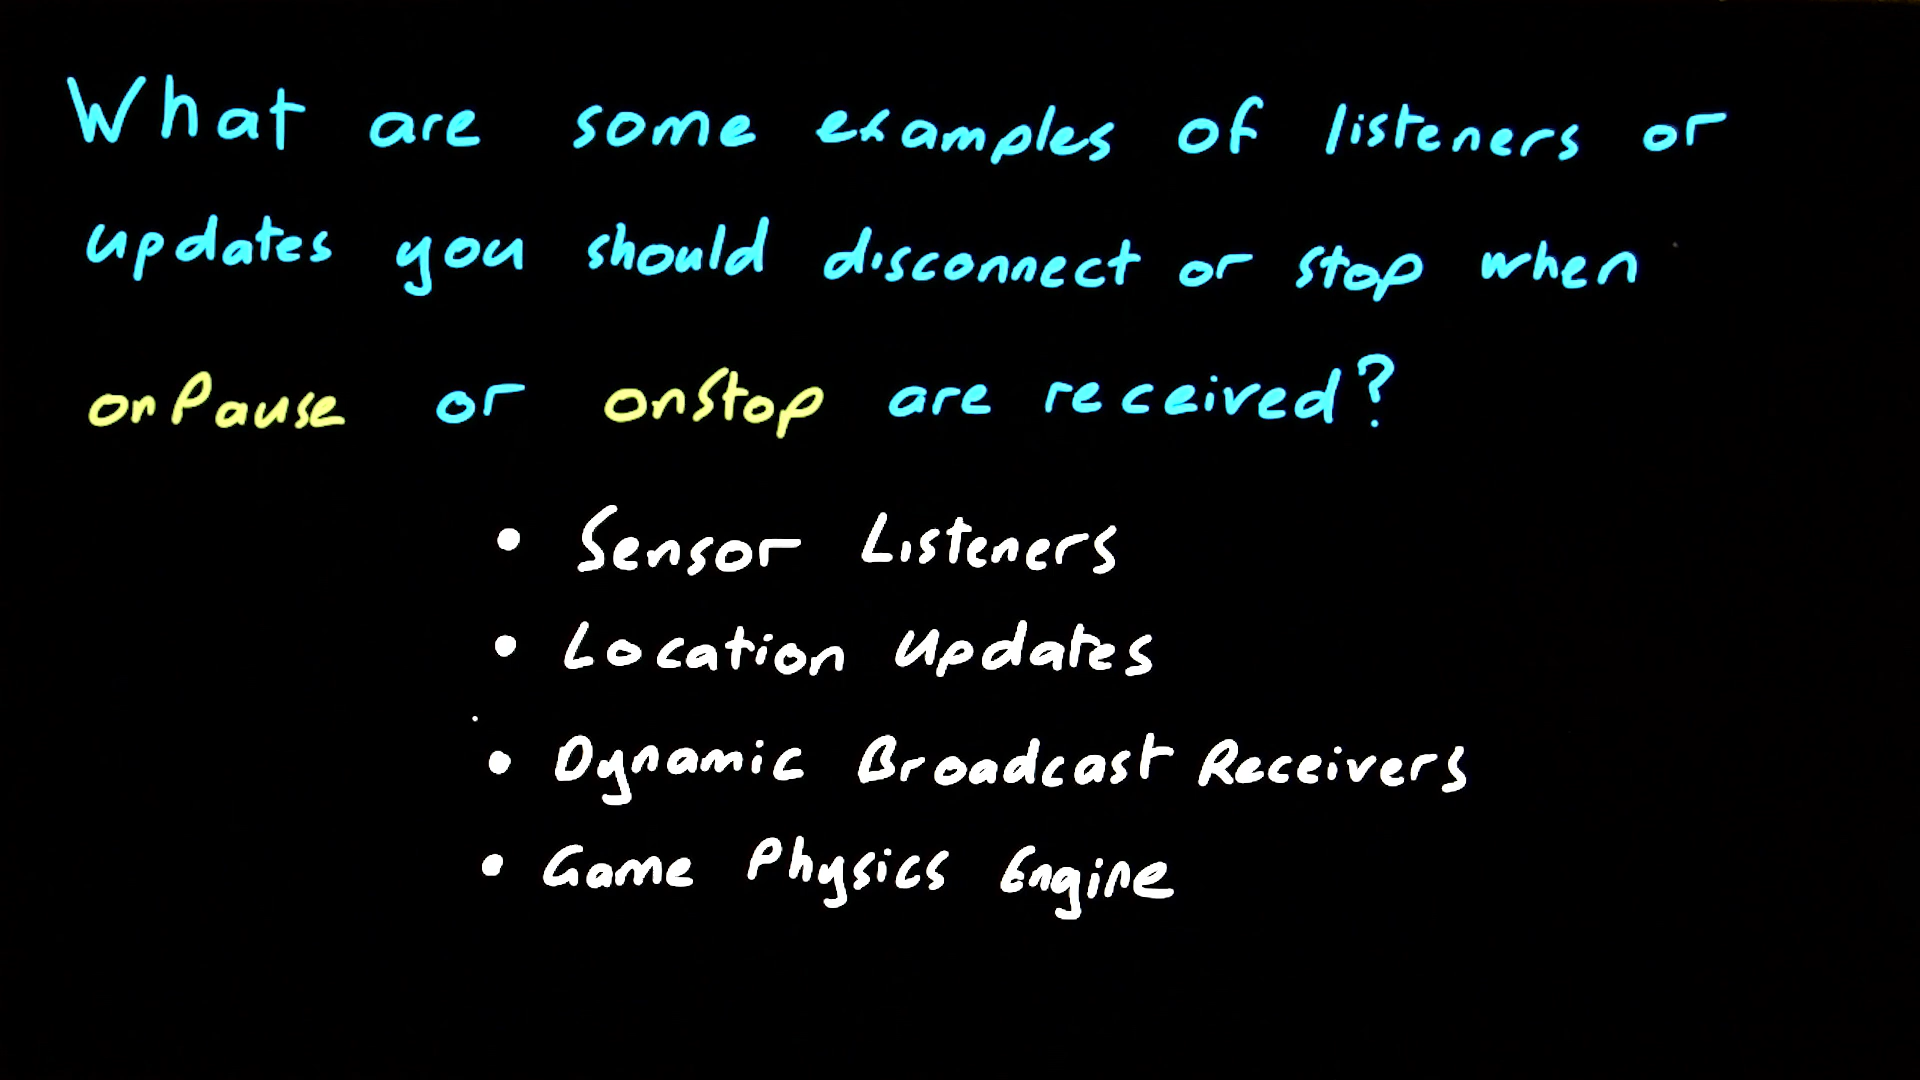 What are some examples of listeners or
updates you should disconnect or stop when
onPause or onStop are received?
• Sensor Listeners
• Location Updates
• Dynamic Broadcast Receivers
• Game Physics Engine